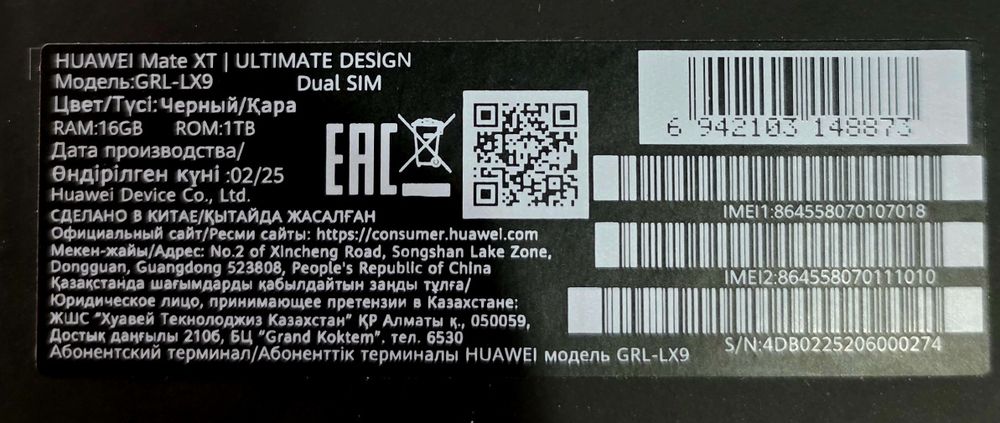 HUAWEI Mate XT | ULTIMATE DESIGN
Модель:GRL-LX9 Dual SIM
Цвет/Түсі:Черный/Қара
RAM:16GB ROM:1TB
Дата производства/
Өндірілген күні :02/25
Huawei Device Co., Ltd.
СДЕЛАНО В КИТАЕ/ҚЫТАЙДА ЖАСАЛҒАН
Официальный сайт/Ресми сайты: https://consumer.huawei.com
Мекен-жайы/Адрес: No.2 of Xincheng Road, Songshan Lake Zone,
Dongguan, Guangdong 523808, People's Republic of China
Қазақстанда шағымдарды қабылдайтын заңды тұлға/
Юридическое лицо, принимающее претензии в Казахстане:
ЖШС "Хуавей Текнолоджиз Казахстан" ҚР Алматы қ., 050059,
Достық даңғылы 210б, БЦ "Grand Koktem". тел. 6530
Абонентский терминал/Абоненттік терминалы HUAWEI модель GRL-LX9
EAC
6 942103 148873
IMEI1:864558070107018
IMEI2:864558070111010
S/N:4DB0225206000274